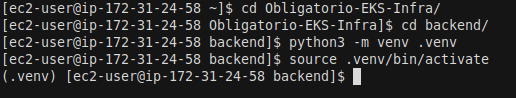 [ec2-user@ip-172-31-24-58 ~]$ cd Obligatorio-EKS-Infra/
[ec2-user@ip-172-31-24-58 Obligatorio-EKS-Infra]$ cd backend/
[ec2-user@ip-172-31-24-58 backend]$ python3 -m venv .venv
[ec2-user@ip-172-31-24-58 backend]$ source .venv/bin/activate
(.venv) [ec2-user@ip-172-31-24-58 backend]$